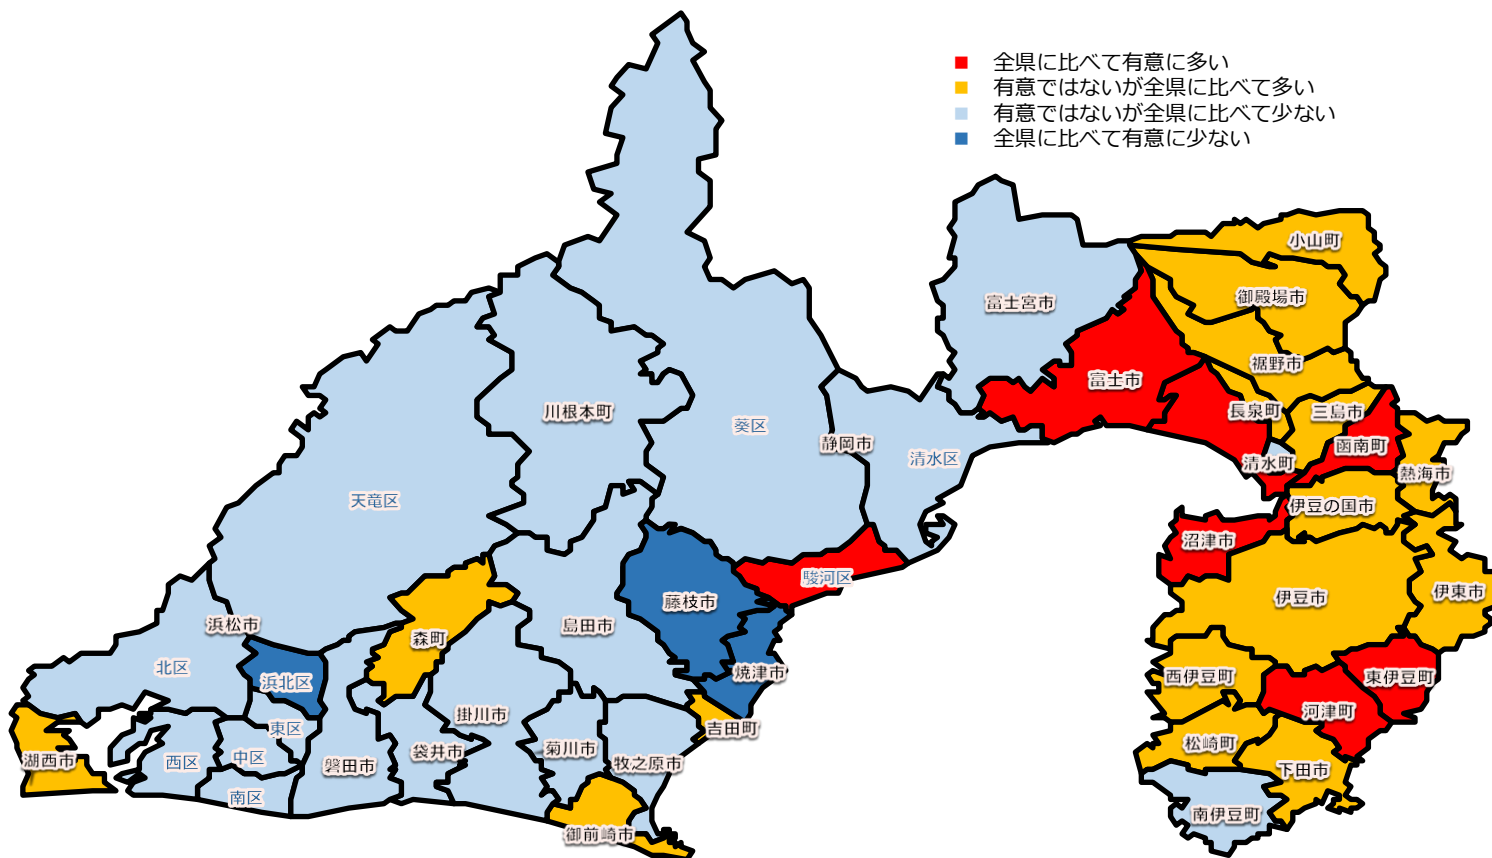 全県に比べて有意に多い
有意ではないが全県に比べて多い
有意ではないが全県に比べて少ない
全県に比べて有意に少ない
小山町
御殿場市
富士宮市
裾野市
富士市
川根本町
長泉町
三島市
葵区
静岡市
函南町
清水区
清水町
熱海市
天竜区
伊豆の国市
沼津市
駿河区
伊東市
伊豆市
藤枝市
浜松市
島田市
森町
北区
焼津市
西伊豆町
東伊豆町
浜北区
河津町
掛川市
東区
吉田町
松崎町
菊川市
袋井市
湖西市
西区
中区
磐田市
牧之原市
下田市
南区
南伊豆町
御前崎市